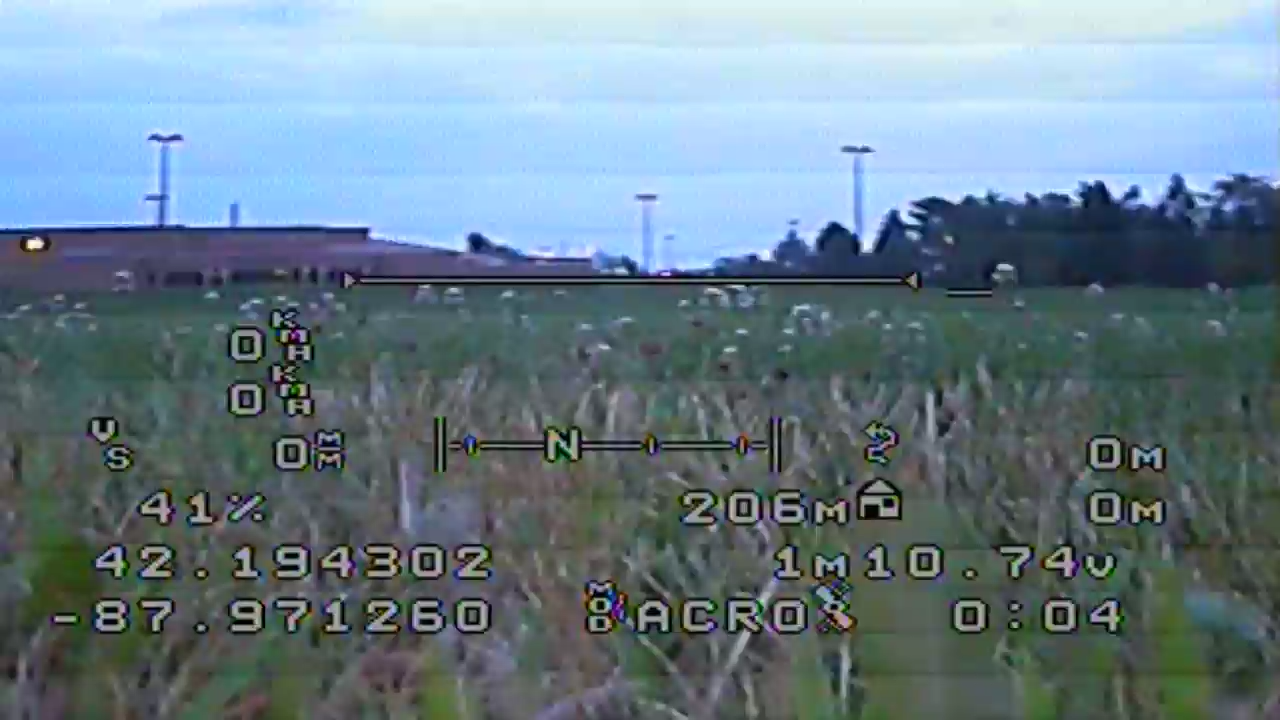 0 KMH
0 KMH
VS 0 N 0M
41% 206M 0M
42.194302 1M 10.74V
-87.971260 MOD ACRO 0:04